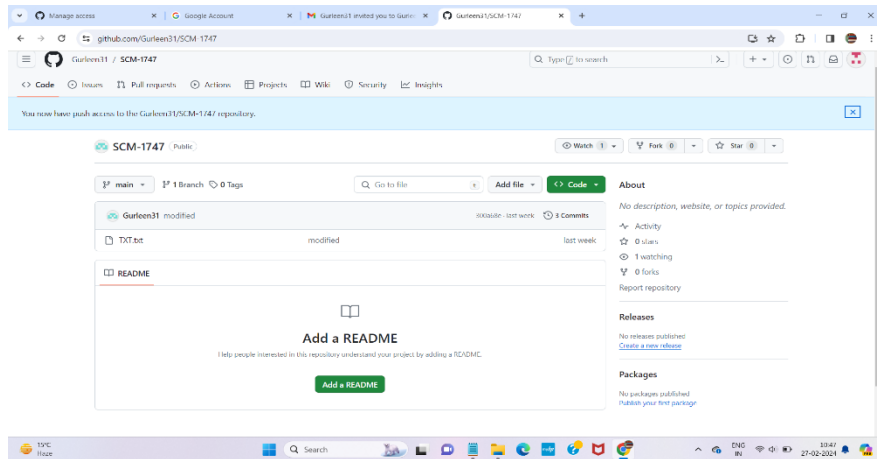 Manage access
Google Account
Gurleen31 invited you to Gurlee
Gurleen31/SCM-1747
github.com/Gurleen31/SCM-1747
Gurleen31 / SCM-1747
Type / to search
Code
Issues
Pull requests
Actions
Projects
Wiki
Security
Insights
You now have push access to the Gurleen31/SCM-1747 repository.
SCM-1747 Public
Watch 1
Fork 0
Star 0
main
1 Branch
0 Tags
Go to file
t
Add file
Code
Gurleen31 modified
last week
3 Commits
TXT.txt
modified
last week
README
Add a README
Help people interested in this repository understand your project by adding a README.
Add a README
About
No description, website, or topics provided.
Activity
0 stars
1 watching
0 forks
Report repository
Releases
No releases published
Create a new release
Packages
No packages published
Publish your first package
15°C
Haze
Search
ENG
IN
10:47
27-02-2024